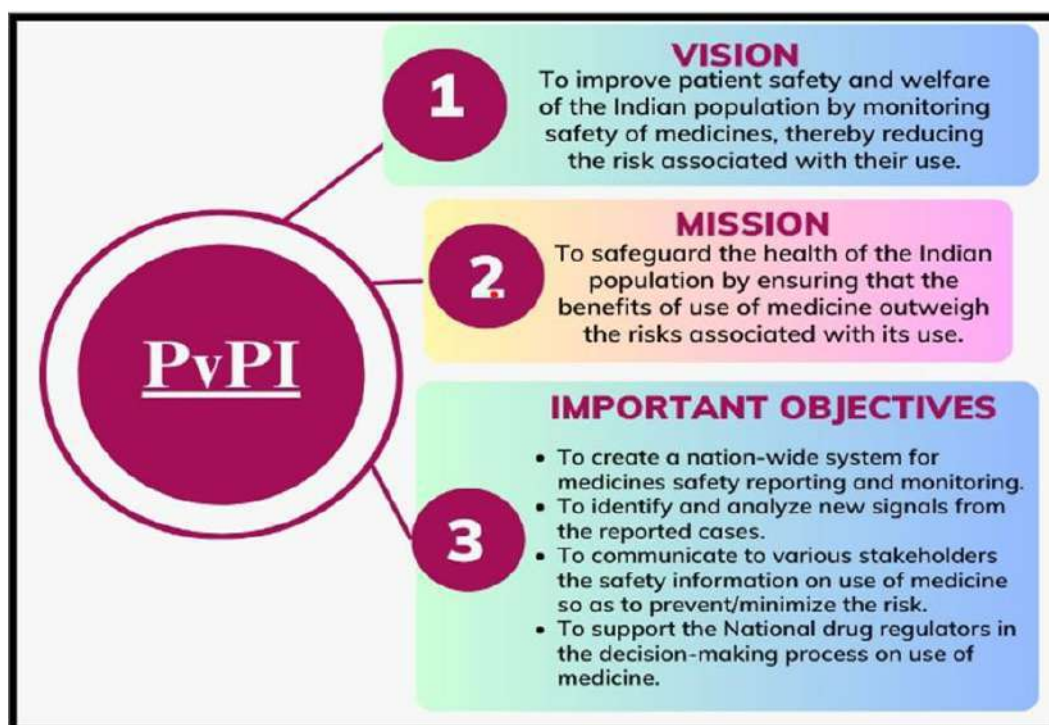 PvPI
1
VISION
To improve patient safety and welfare
of the Indian population by monitoring
safety of medicines, thereby reducing
the risk associated with their use.
2
MISSION
To safeguard the health of the Indian
population by ensuring that the
benefits of use of medicine outweigh
the risks associated with its use.
3
IMPORTANT OBJECTIVES
• To create a nation-wide system for
medicines safety reporting and monitoring.
• To identify and analyze new signals from
the reported cases.
• To communicate to various stakeholders
the safety information on use of medicine
so as to prevent/minimize the risk.
• To support the National drug regulators in
the decision-making process on use of
medicine.